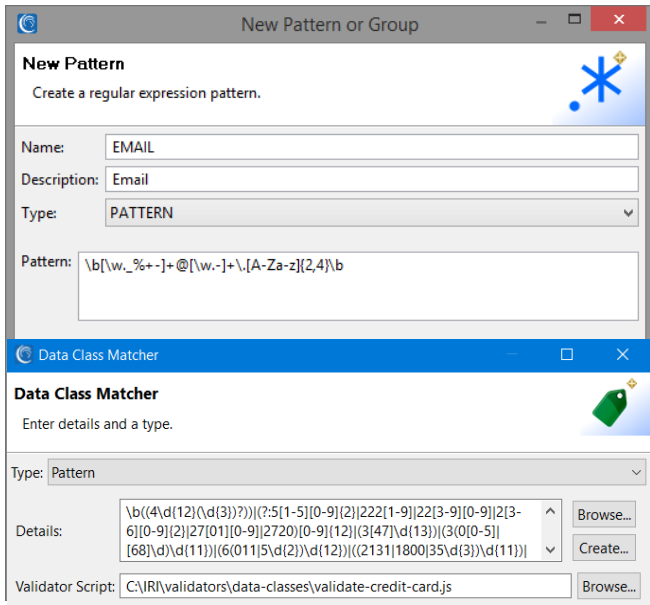 New Pattern or Group
New Pattern
Create a regular expression pattern.
Name: EMAIL
Description: Email
Type: PATTERN
Pattern: \b[\w._%+-]+@[\w.-]+\.[A-Za-z]{2,4}\b
Data Class Matcher
Data Class Matcher
Enter details and a type.
Type: Pattern
Details:
\b((4\d{12}(\d{3})?))|(?:5[1-5][0-9]{2}|222[1-9]|22[3-9][0-9]|2[3-
6][0-9]{2}|27[01][0-9]|2720)[0-9]{12}|(3[47]\d{13})|(3(0[0-5]|
[68]\d)\d{11})|(6(011|5\d{2})\d{12})|((2131|1800|35\d{3})\d{11})|
Browse...
Create...
Validator Script: C:\IRI\validators\data-classes\validate-credit-card.js Browse...